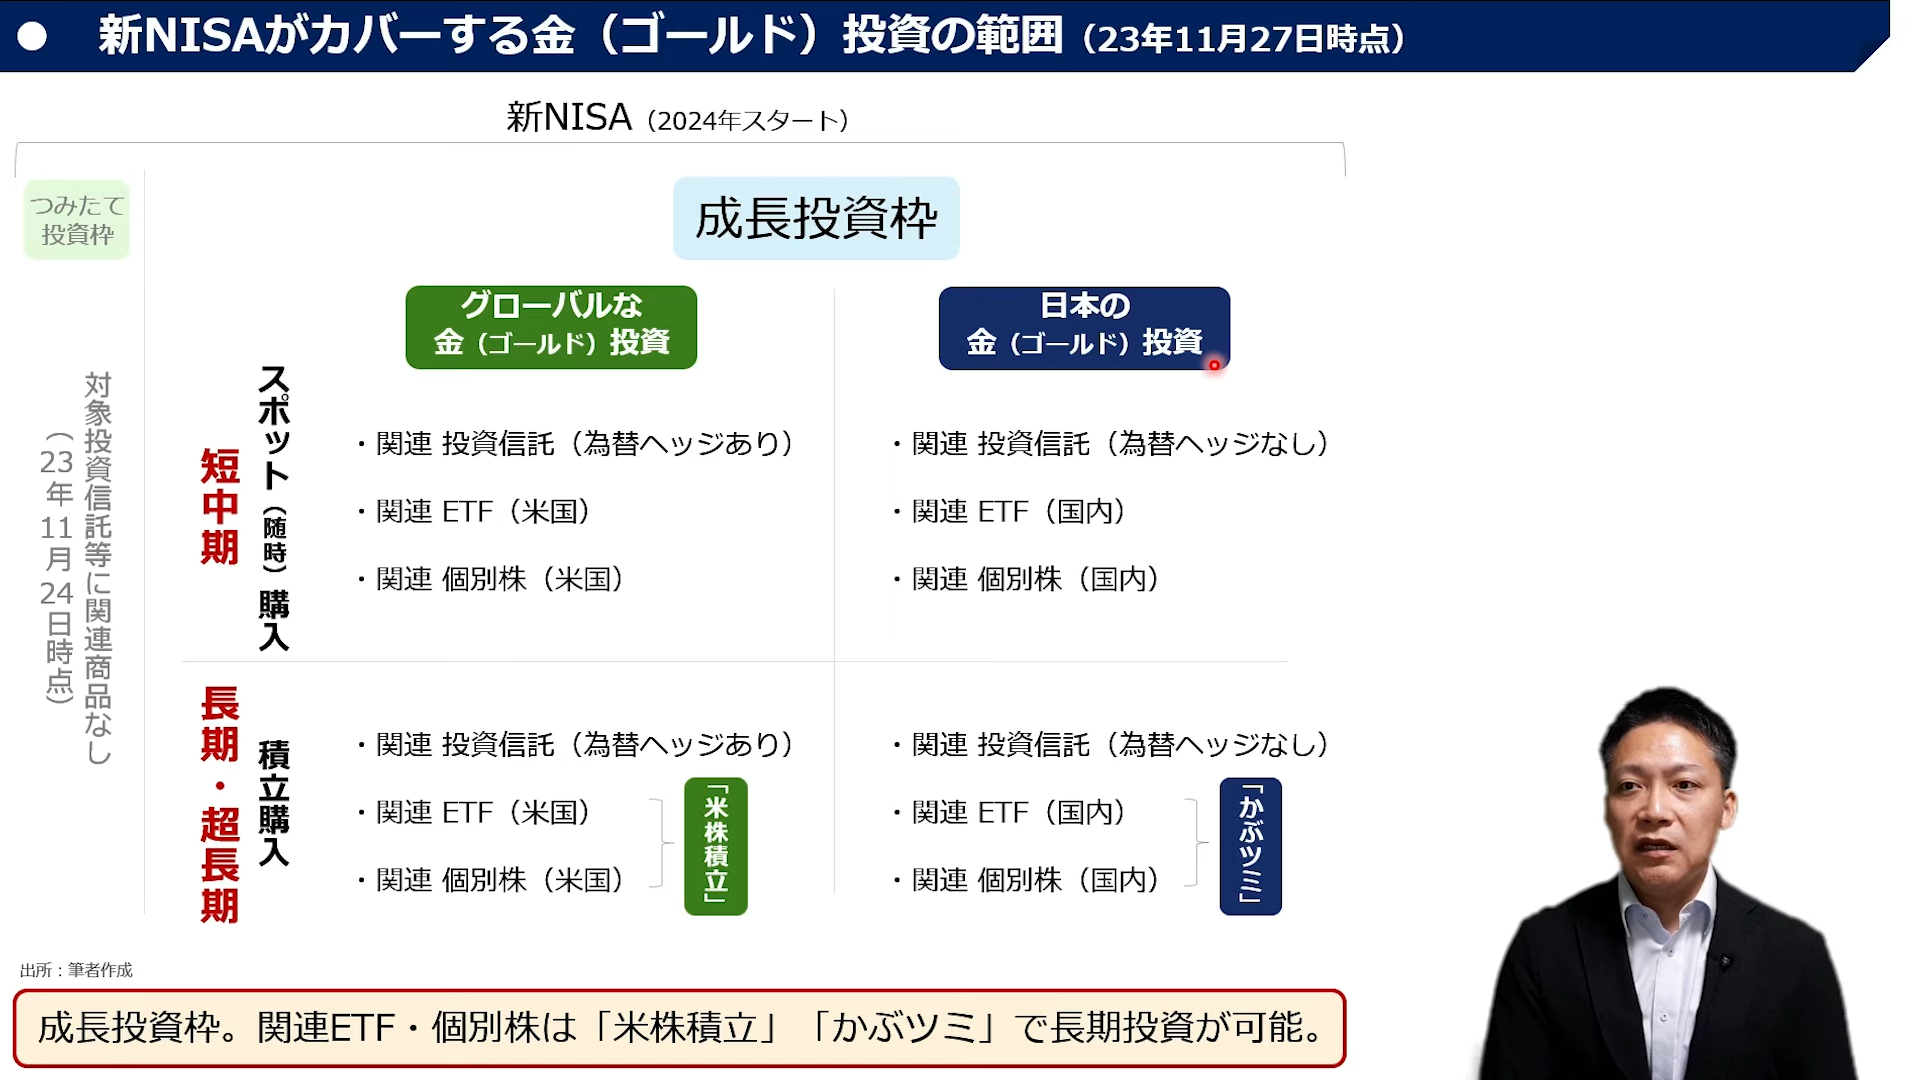 新NISAがカバーする金（ゴールド）投資の範囲（23年11月27日時点）
新NISA（2024年スタート）
つみたて
投資枠
対象投資信託等に関連商品なし
（23年11月24日時点）
成長投資枠
グローバルな
金（ゴールド）投資
日本の
金（ゴールド）投資
短中期
スポット（随時）購入
・関連 投資信託（為替ヘッジあり）
・関連 ETF（米国）
・関連 個別株（米国）
・関連 投資信託（為替ヘッジなし）
・関連 ETF（国内）
・関連 個別株（国内）
長期・超長期
積立購入
・関連 投資信託（為替ヘッジあり）
・関連 ETF（米国）
・関連 個別株（米国）
「米株積立」
・関連 投資信託（為替ヘッジなし）
・関連 ETF（国内）
・関連 個別株（国内）
「かぶツミ」
出所：筆者作成
成長投資枠。関連ETF・個別株は「米株積立」「かぶツミ」で長期投資が可能。